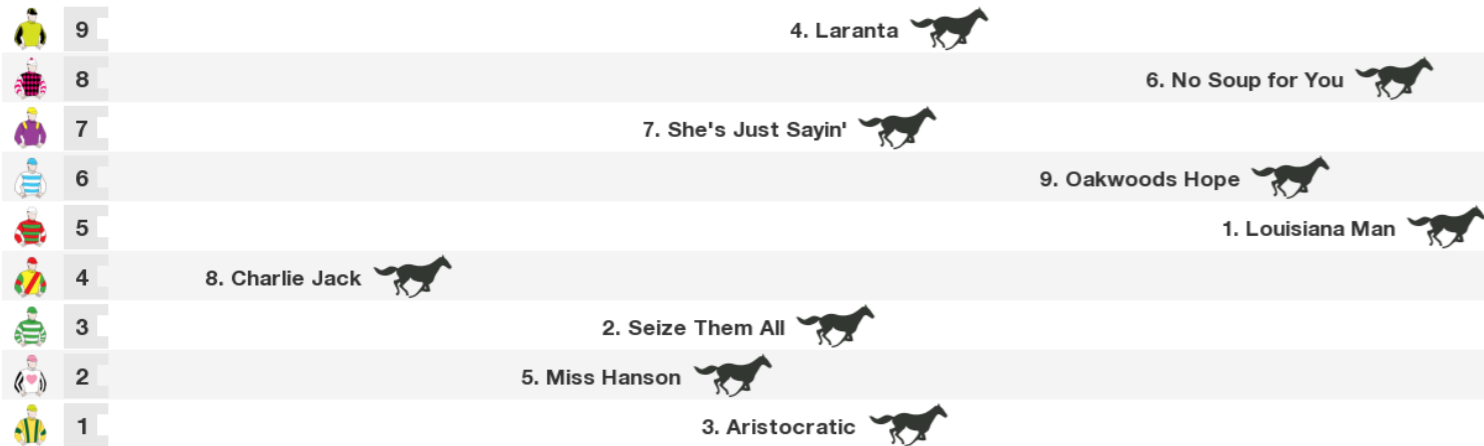 9 4. Laranta
8 6. No Soup for You
7 7. She's Just Sayin'
6 9. Oakwoods Hope
5 1. Louisiana Man
4 8. Charlie Jack
3 2. Seize Them All
2 5. Miss Hanson
1 3. Aristocratic